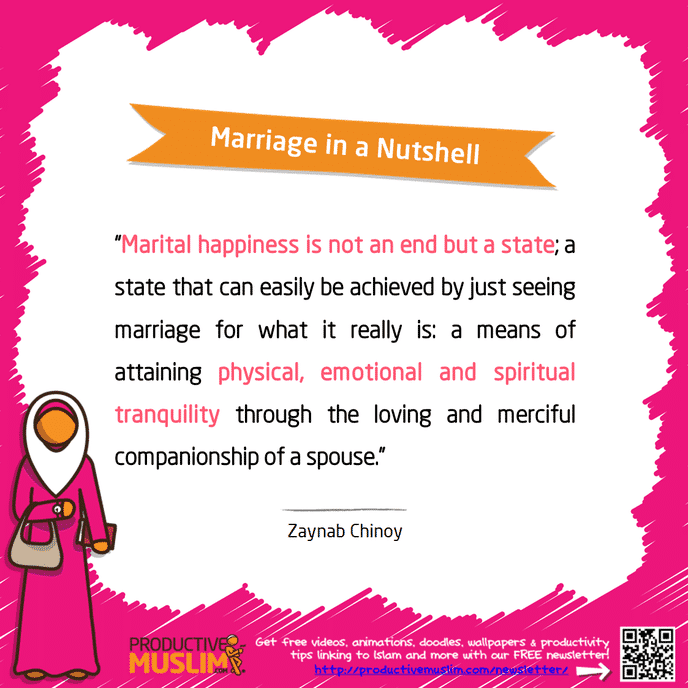 Marriage in a Nutshell
“Marital happiness is not an end but a state; a
state that can easily be achieved by just seeing
marriage for what it really is: a means of
attaining physical, emotional and spiritual
tranquility through the loving and merciful
companionship of a spouse.”
Zaynab Chinoy
PRODUCTIVE
MUSLIM.COM
Get free videos, animations, doodles, wallpapers & productivity
tips linking to Islam and more with our FREE newsletter!
http://productivemuslim.com/newsletter/